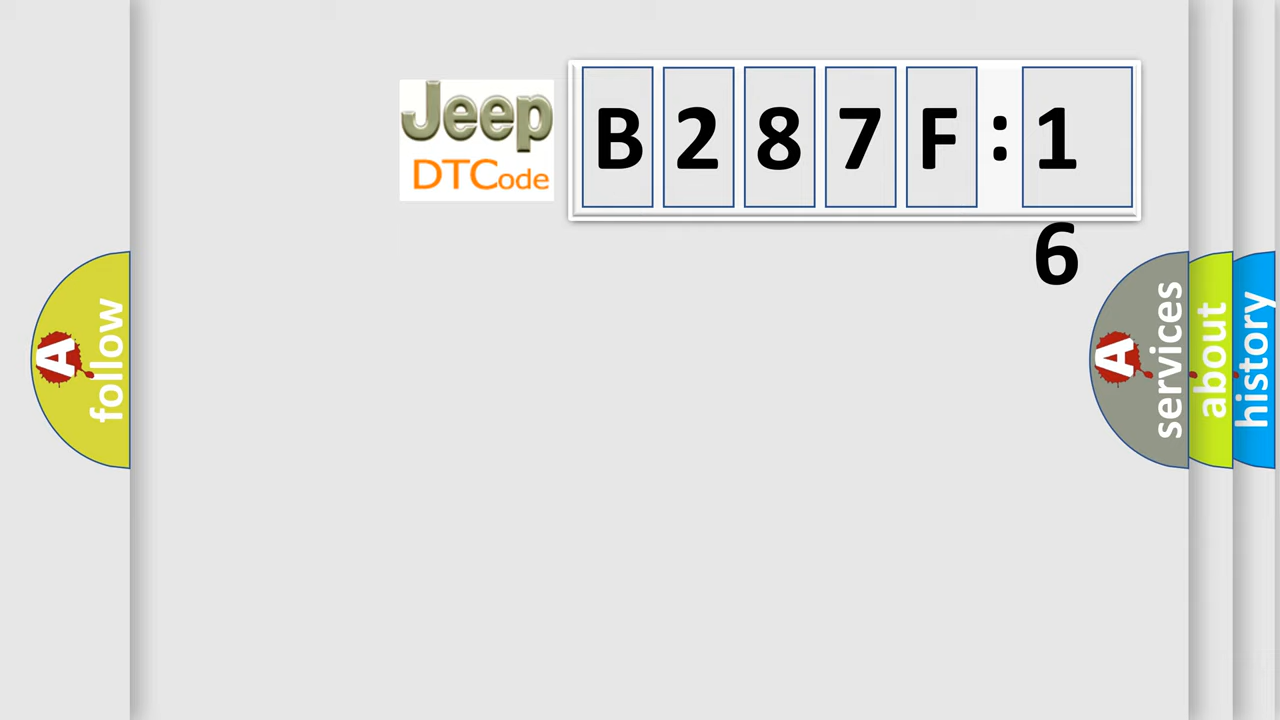 Jeep
DTCode
B287F:1
6
A
follow
A
services
about
history